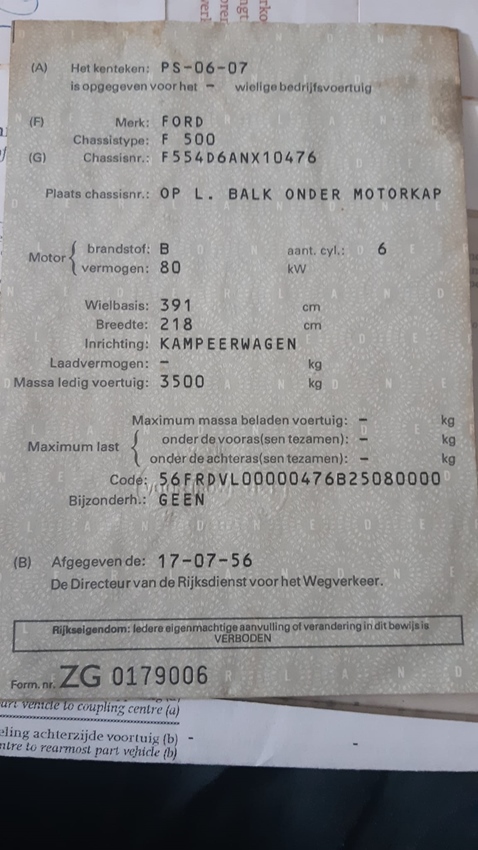 (A) Het kenteken: PS-06-07
is opgegeven voor het - wielige bedrijfsvoertuig
(F) Merk: FORD
Chassistype: F 500
(G) Chassisnr.: F554D6ANX10476
Plaats chassisnr.: OP L. BALK ONDER MOTORKAP
Motor brandstof: B aant. cyl.: 6
vermogen: 80 kW
Wielbasis: 391 cm
Breedte: 218 cm
Inrichting: KAMPEERWAGEN
Laadvermogen: - kg
Massa ledig voertuig: 3500 kg
Maximum massa beladen voertuig: - kg
Maximum last onder de vooras(sen tezamen): - kg
onder de achteras(sen tezamen): - kg
Code: 56FRDVL00000476B25080000
Bijzonderh.: GEEN
(B) Afgegeven de: 17-07-56
De Directeur van de Rijksdienst voor het Wegverkeer.
Rijkseigendom: Iedere eigenmachtige aanvulling of verandering in dit bewijs is
VERBODEN
Form. nr. ZG 0179006
part vehicle to coupling centre (a)
eling achterzijde voertuig (b) - -
ntre to rearmost part vehicle (b)